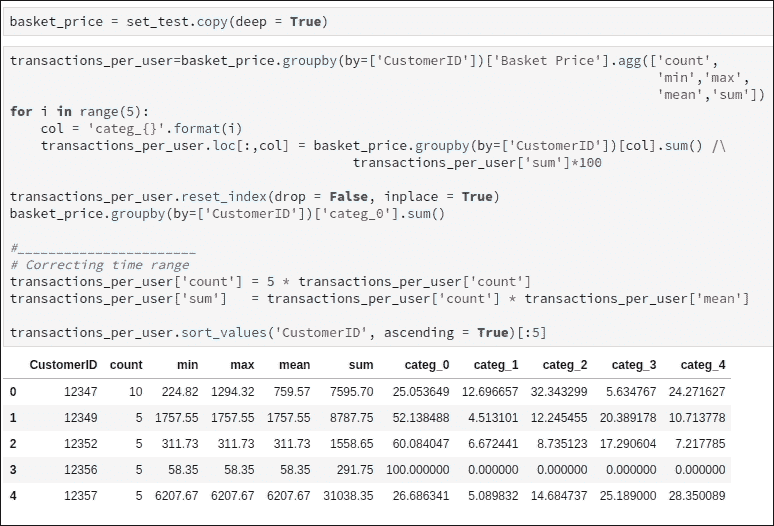 basket_price = set_test.copy(deep = True)
transactions_per_user=basket_price.groupby(by=['CustomerID'])['Basket Price'].agg(['count',
'min','max',
'mean','sum'])
for i in range(5):
    col = 'categ_{}'.format(i)
    transactions_per_user.loc[:,col] = basket_price.groupby(by=['CustomerID'])[col].sum() /\
transactions_per_user['sum']*100
transactions_per_user.reset_index(drop = False, inplace = True)
basket_price.groupby(by=['CustomerID'])['categ_0'].sum()
#_______________________
# Correcting time range
transactions_per_user['count'] = 5 * transactions_per_user['count']
transactions_per_user['sum']   = transactions_per_user['count'] * transactions_per_user['mean']
transactions_per_user.sort_values('CustomerID', ascending = True)[:5]
CustomerID count min max mean sum categ_0 categ_1 categ_2 categ_3 categ_4
0 12347 10 224.82 1294.32 759.57 7595.70 25.053649 12.696657 32.343299 5.634767 24.271627
1 12349 5 1757.55 1757.55 1757.55 8787.75 52.138488 4.513101 12.245455 20.389178 10.713778
2 12352 5 311.73 311.73 311.73 1558.65 60.084047 6.672441 8.735123 17.290604 7.217785
3 12356 5 58.35 58.35 58.35 291.75 100.000000 0.000000 0.000000 0.000000 0.000000
4 12357 5 6207.67 6207.67 6207.67 31038.35 26.686341 5.089832 14.684737 25.189000 28.350089